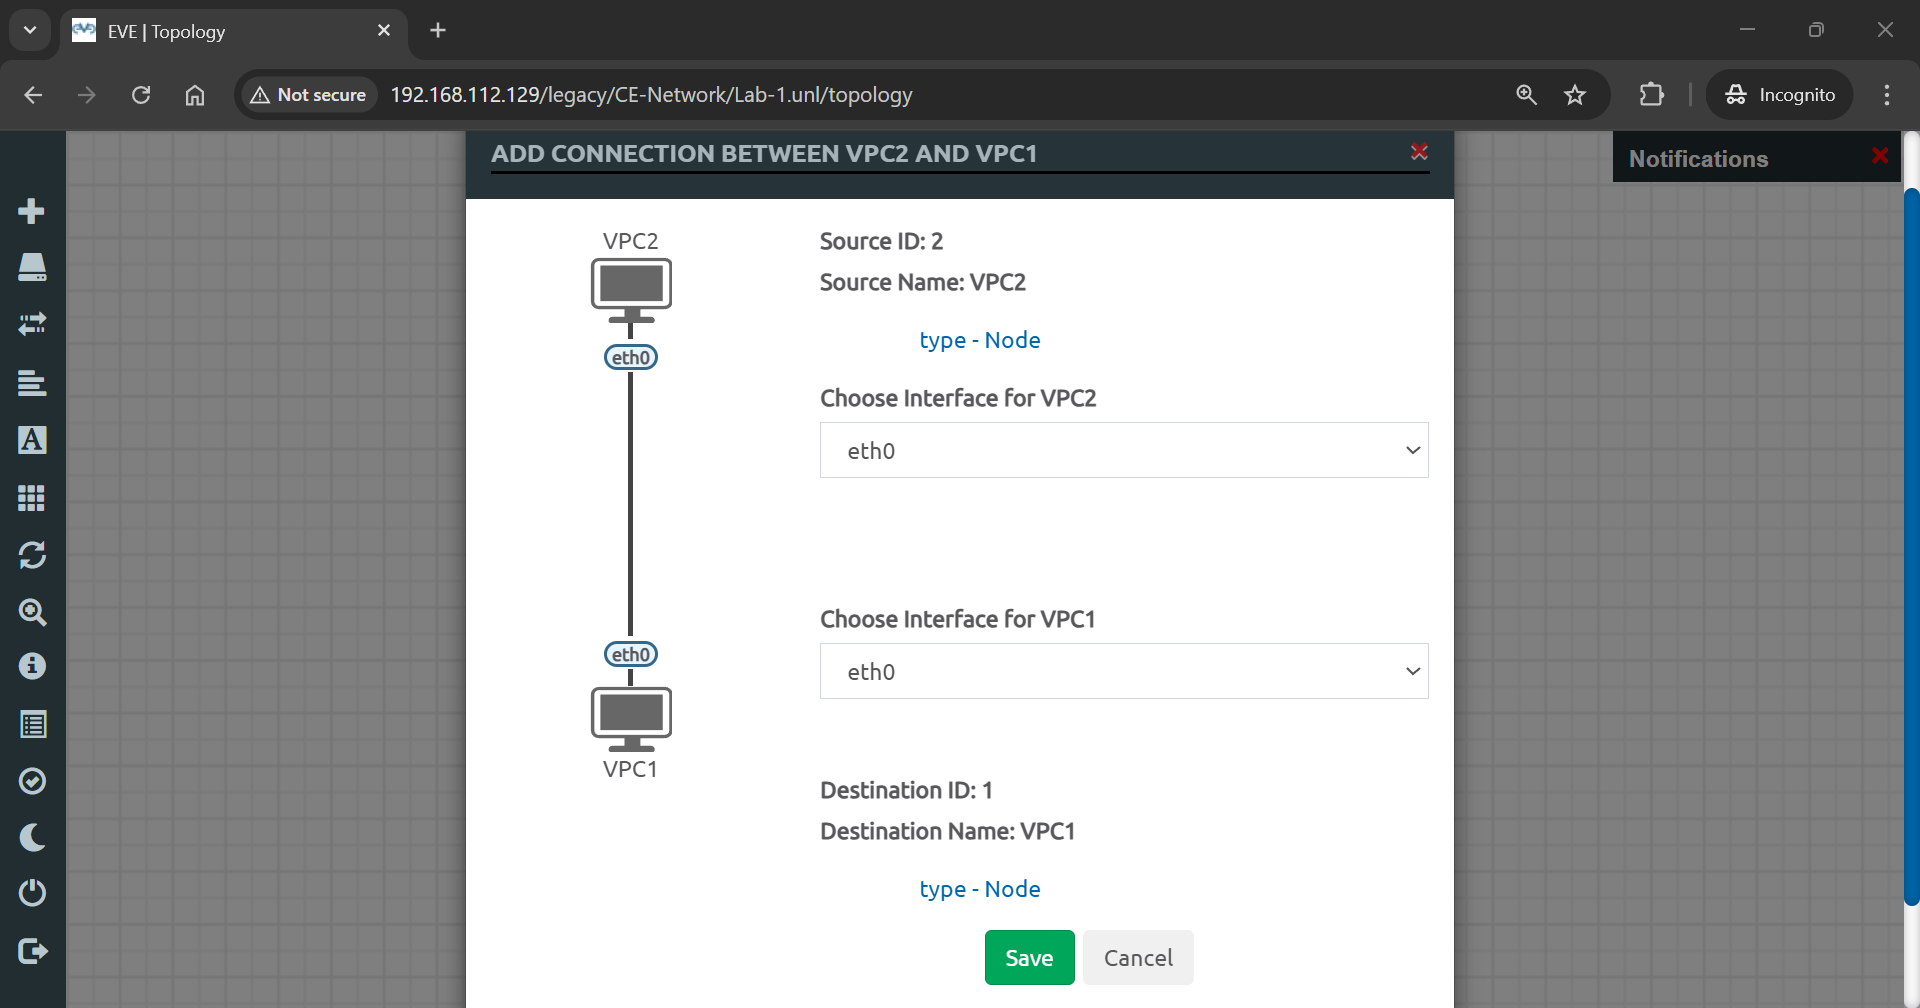 EVE | Topology
Not secure
192.168.112.129/legacy/CE-Network/Lab-1.unl/topology
Incognito
ADD CONNECTION BETWEEN VPC2 AND VPC1
Notifications
VPC2
Source ID: 2
Source Name: VPC2
type - Node
eth0
Choose Interface for VPC2
eth0
Choose Interface for VPC1
eth0
eth0
VPC1
Destination ID: 1
Destination Name: VPC1
type - Node
Save
Cancel